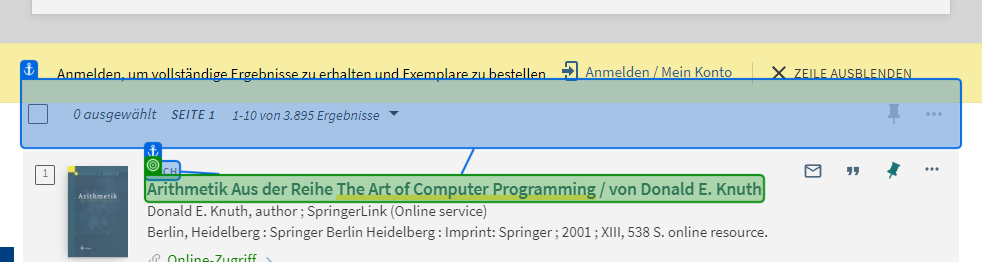 Anmelden, um vollständige Ergebnisse zu erhalten und Exemplare zu bestellen Anmelden / Mein Konto ZEILE AUSBLENDEN
0 ausgewählt SEITE 1 1-10 von 3.895 Ergebnisse
1
Arithmetik
CH
Arithmetik Aus der Reihe The Art of Computer Programming / von Donald E. Knuth
Donald E. Knuth, author ; SpringerLink (Online service)
Berlin, Heidelberg : Springer Berlin Heidelberg : Imprint: Springer ; 2001 ; XIII, 538 S. online resource.
Online-Zugriff